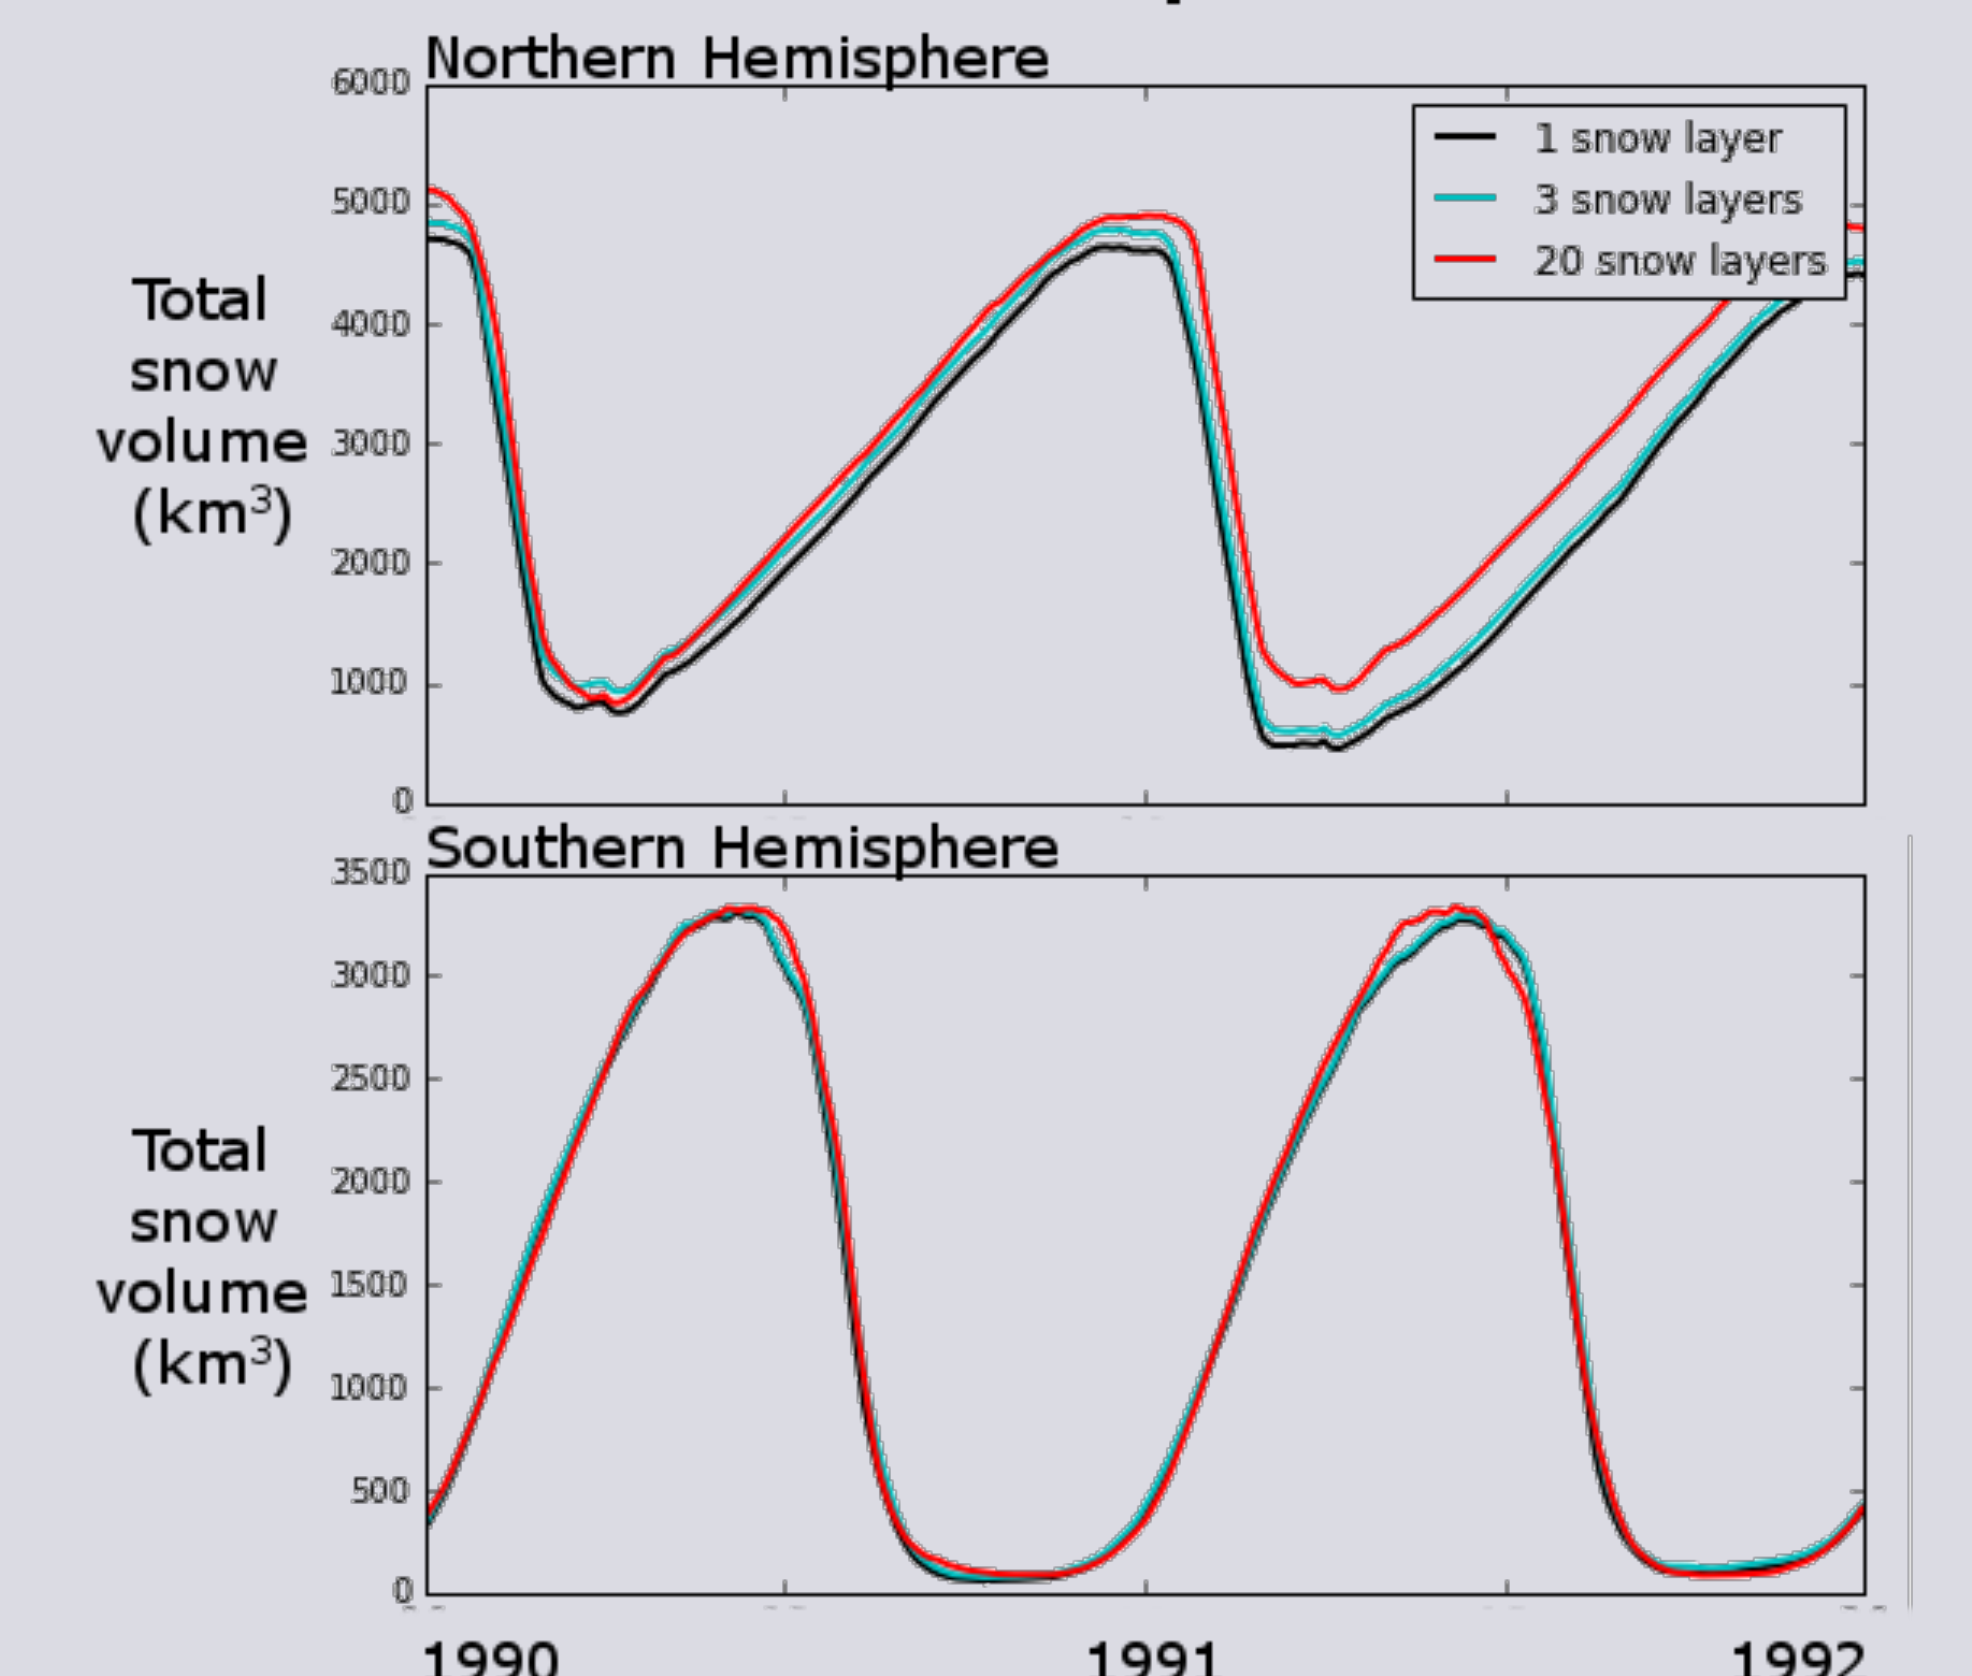 Northern Hemisphere
6000
5000
4000
3000
2000
1000
0
Total
snow
volume
(km³)
1 snow layer
3 snow layers
20 snow layers
Southern Hemisphere
3500
3000
2500
2000
1500
1000
500
0
Total
snow
volume
(km³)
1990 1991 1992